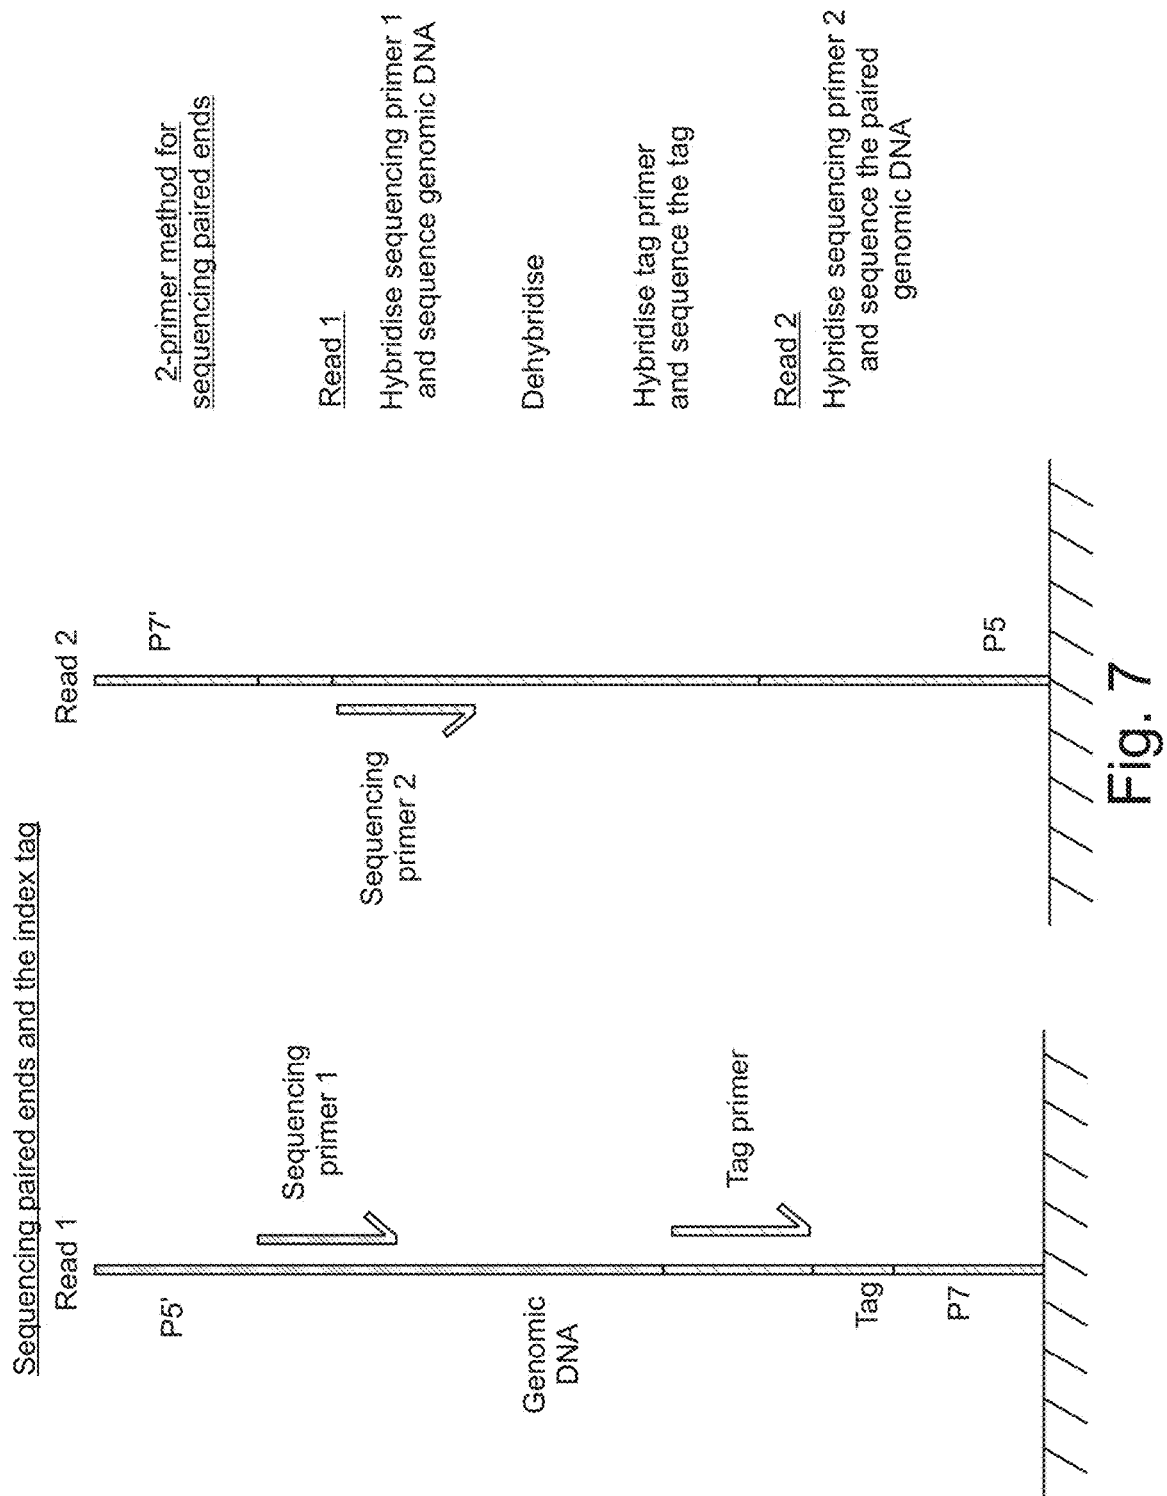 Sequencing paired ends and the index tag
Read 1
P5'
Sequencing
primer 1
Genomic
DNA
Tag primer
Tag
P7
Read 2
P7'
Sequencing
primer 2
P5
2-primer method for
sequencing paired ends
Read 1
Hybridise sequencing primer 1
and sequence genomic DNA
Dehybridise
Hybridise tag primer
and sequence the tag
Read 2
Hybridise sequencing primer 2
and sequence the paired
genomic DNA
Fig. 7